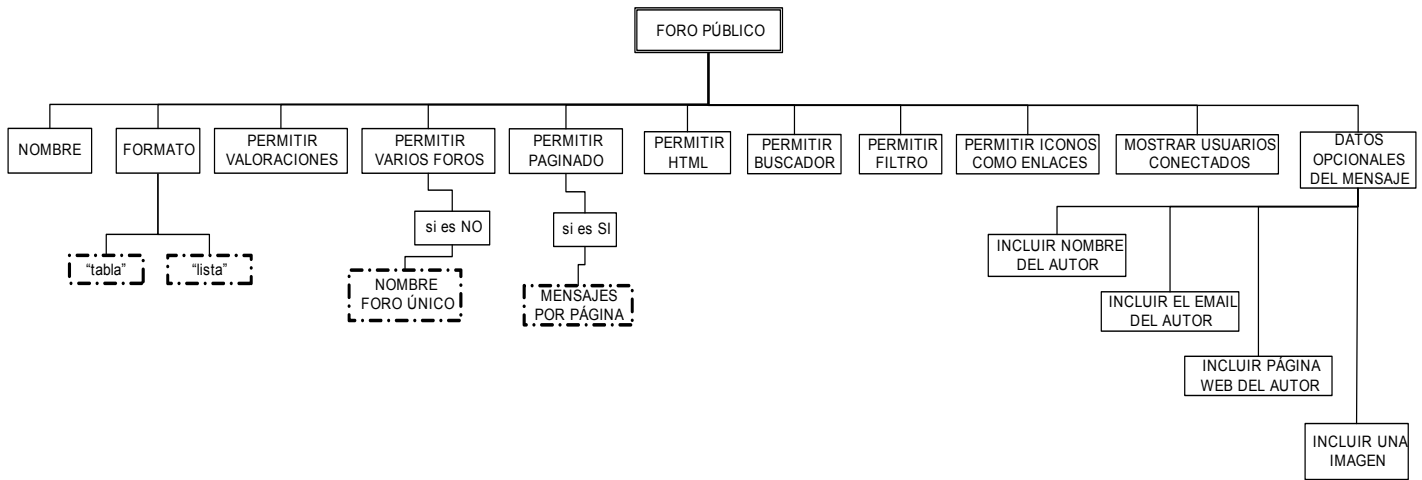 FORO PÚBLICO
NOMBRE
FORMATO
PERMITIR
VALORACIONES
PERMITIR
VARIOS FOROS
PERMITIR
PAGINADO
PERMITIR
HTML
PERMITIR
BUSCADOR
PERMITIR
FILTRO
PERMITIR ICONOS
COMO ENLACES
MOSTRAR USUARIOS
CONECTADOS
DATOS
OPCIONALES
DEL MENSAJE
si es NO
si es SI
“tabla”
“lista”
NOMBRE
FORO ÚNICO
MENSAJES
POR PÁGINA
INCLUIR NOMBRE
DEL AUTOR
INCLUIR EL EMAIL
DEL AUTOR
INCLUIR PÁGINA
WEB DEL AUTOR
INCLUIR UNA
IMAGEN